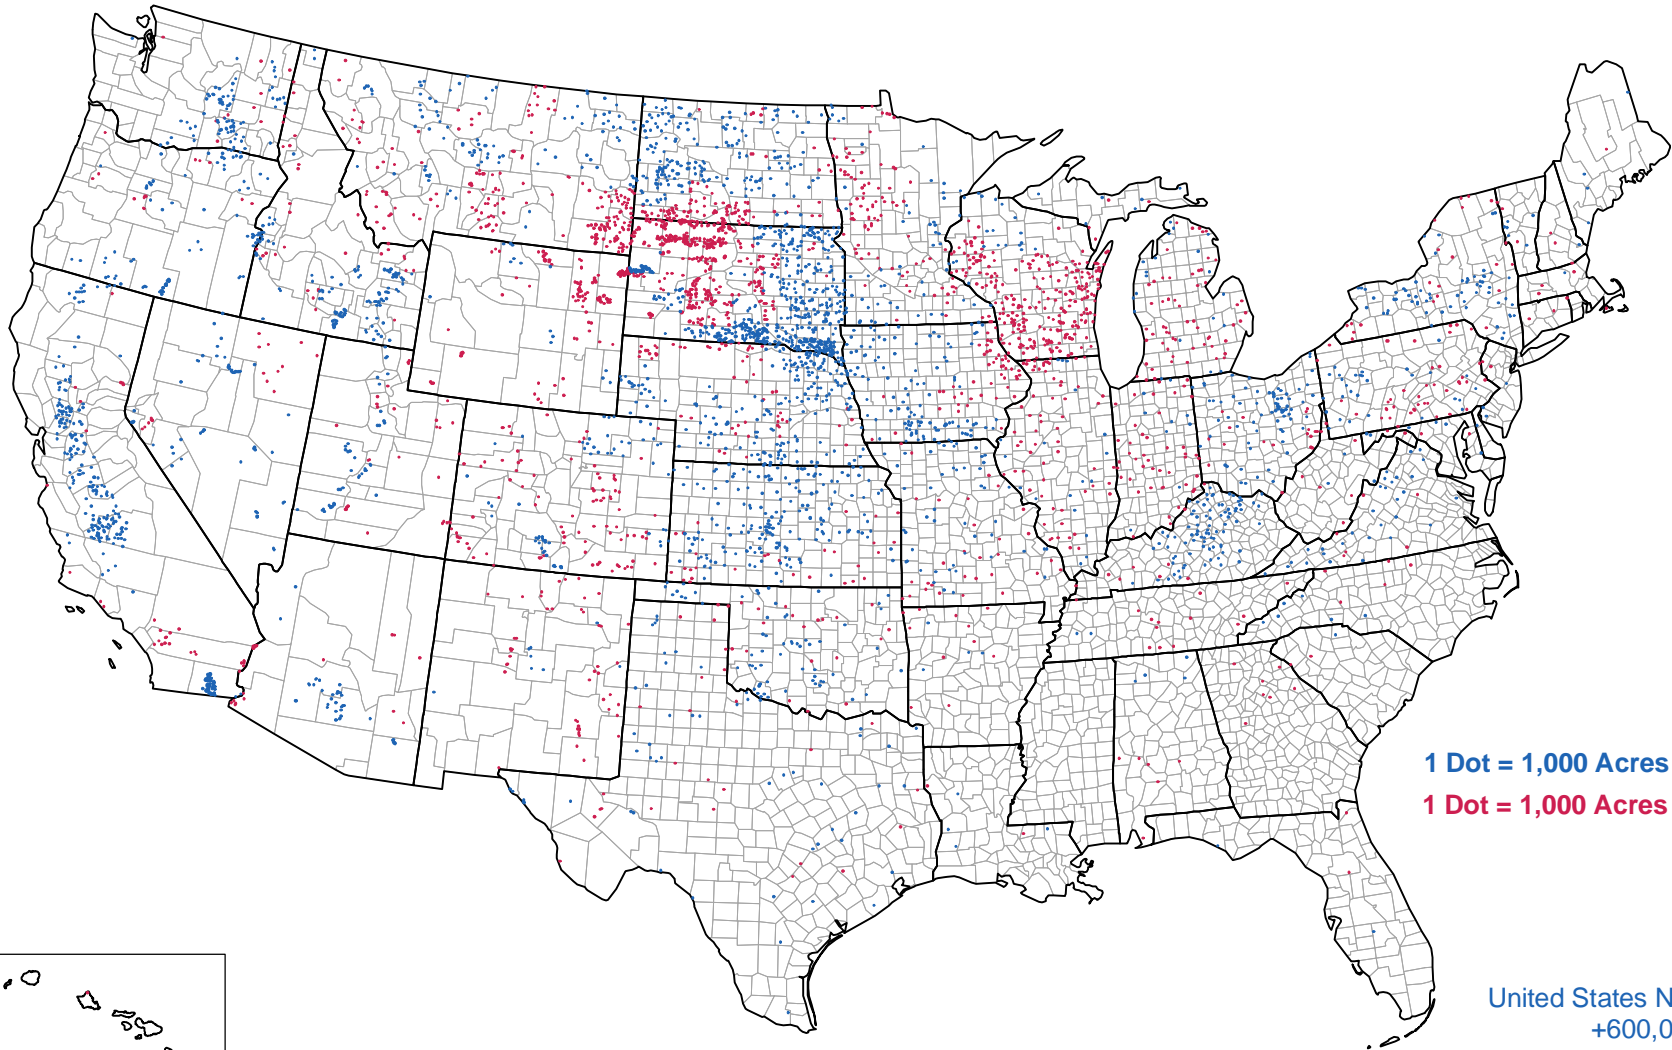 1 Dot = 1,000 Acres
1 Dot = 1,000 Acres
United States N
+600,0